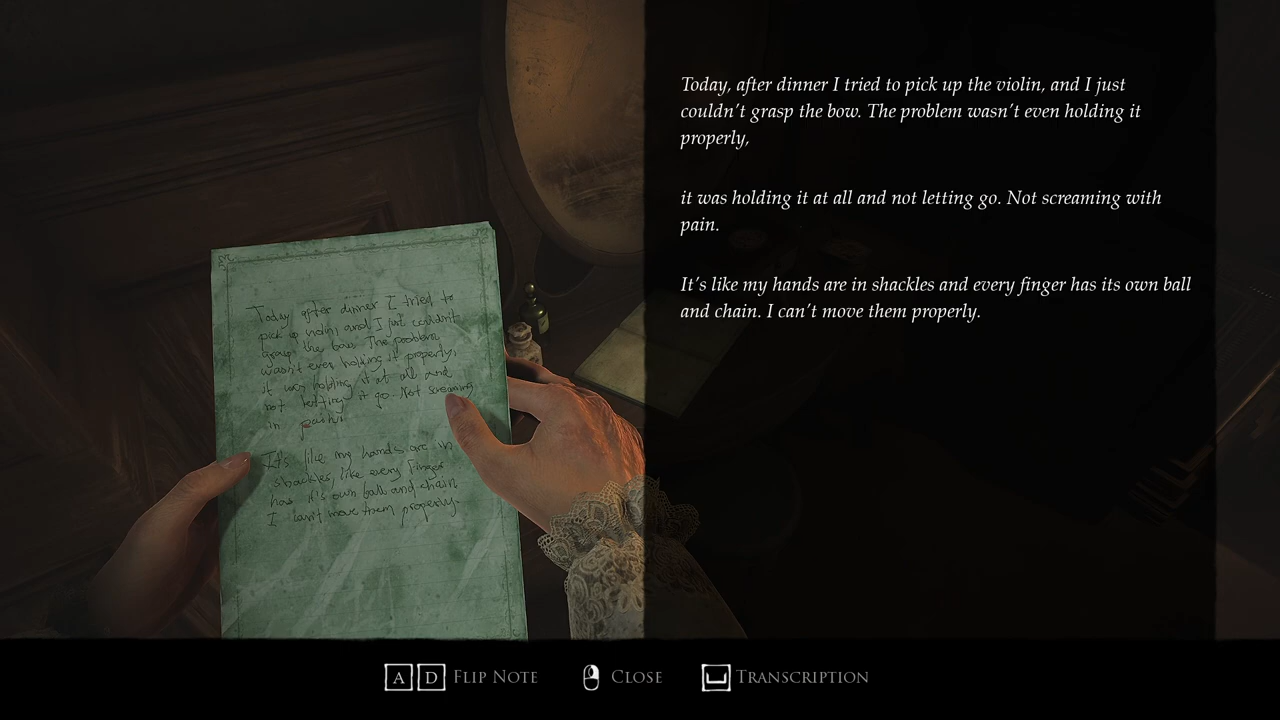 Today after dinner I tried to
pick up violin and I just couldn't
grasp the bow. The problem
wasn't even holding it properly,
it was holding it at all and
not letting it go. Not screaming
in pain.
It's like my hands are in
shackles, like every finger
has it's own ball and chain
I can't move them properly.
Today, after dinner I tried to pick up the violin, and I just
couldn't grasp the bow. The problem wasn't even holding it
properly,
it was holding it at all and not letting go. Not screaming with
pain.
It's like my hands are in shackles and every finger has its own ball
and chain. I can't move them properly.
A D Flip Note Close Transcription